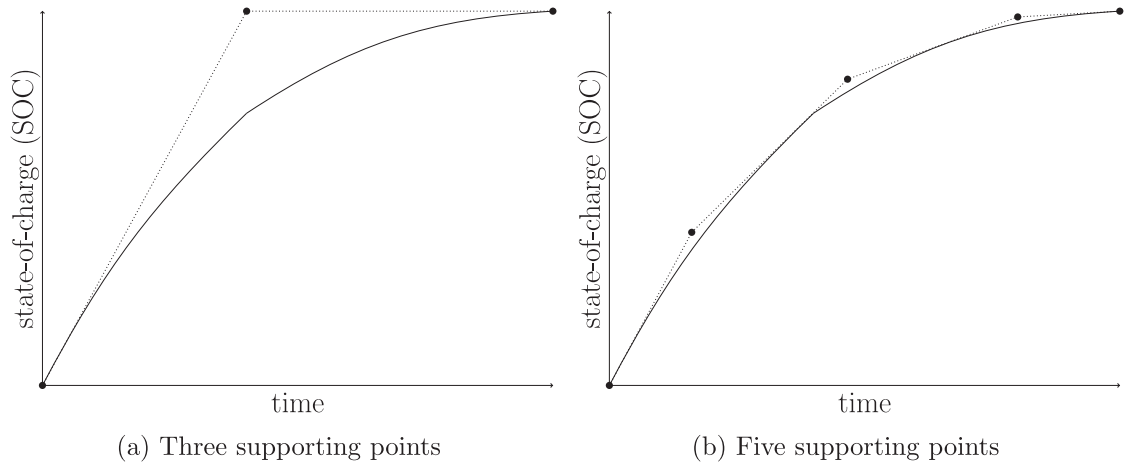 state-of-charge (SOC)
time
(a) Three supporting points
state-of-charge (SOC)
time
(b) Five supporting points